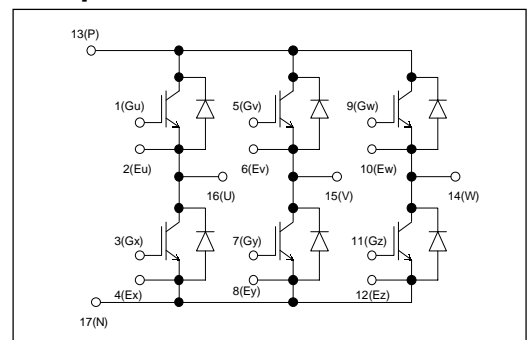 13(P)
1(Gu)
5(Gv)
9(Gw)
2(Eu)
6(Ev)
10(Ew)
16(U)
15(V)
14(W)
3(Gx)
7(Gy)
11(Gz)
4(Ex)
8(Ey)
12(Ez)
17(N)